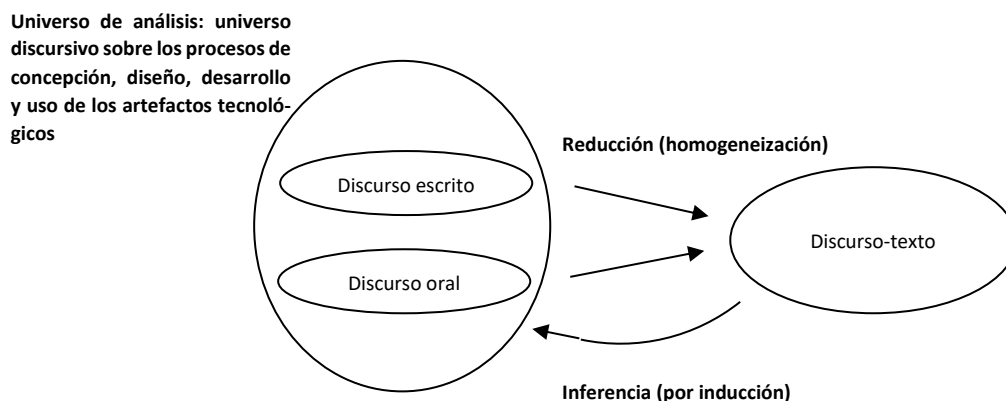 Universo de análisis: universo
discursivo sobre los procesos de
concepción, diseño, desarrollo
y uso de los artefactos tecnoló-
gicos
Reducción (homogeneización)
Discurso escrito
Discurso-texto
Discurso oral
Inferencia (por inducción)